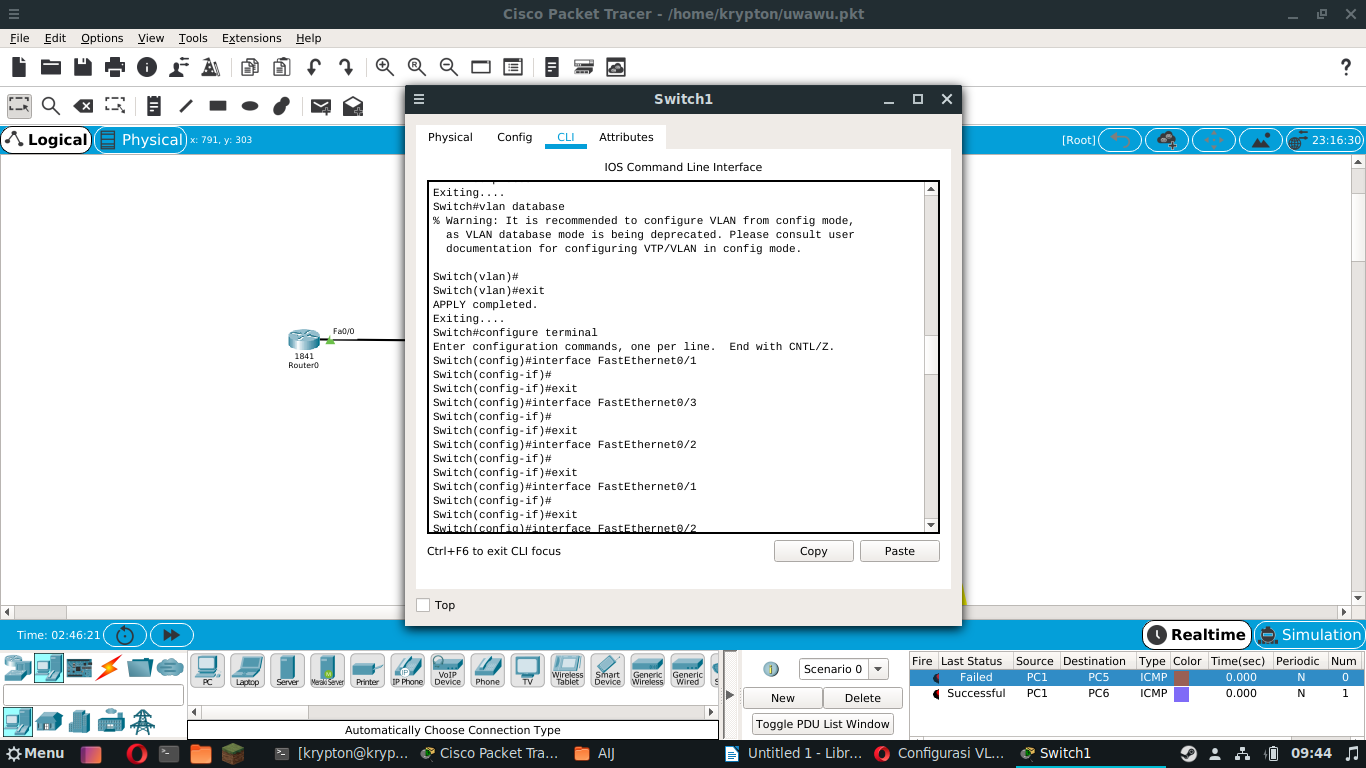 Cisco Packet Tracer - /home/krypton/uwawu.pkt
File Edit Options View Tools Extensions Help
?
Switch1
Logical Physical x: 791, y: 303
[Root] 23:16:30
Physical Config CLI Attributes
IOS Command Line Interface
Exiting....
Switch#vlan database
% Warning: It is recommended to configure VLAN from config mode,
as VLAN database mode is being deprecated. Please consult user
documentation for configuring VTP/VLAN in config mode.
Switch(vlan)#
Switch(vlan)#exit
APPLY completed.
Exiting....
Switch#configure terminal
Enter configuration commands, one per line.  End with CNTL/Z.
Switch(config)#interface FastEthernet0/1
Switch(config-if)#
Switch(config-if)#exit
Switch(config)#interface FastEthernet0/3
Switch(config-if)#
Switch(config-if)#exit
Switch(config)#interface FastEthernet0/2
Switch(config-if)#
Switch(config-if)#exit
Switch(config)#interface FastEthernet0/1
Switch(config-if)#
Switch(config-if)#exit
Switch(config)#interface FastEthernet0/2
Fa0/0
1841
Router0
Ctrl+F6 to exit CLI focus
Copy Paste
Top
Time: 02:46:21
Realtime Simulation
PC Laptop Server Meraki Server Printer IP Phone VoIP Device Phone TV Wireless Tablet Smart Device Generic Wireless Generic Wired
Automatically Choose Connection Type
Scenario 0
New Delete
Toggle PDU List Window
Fire Last Status Source Destination Type Color Time(sec) Periodic Num
Failed PC1 PC5 ICMP 0.000 N 0
Successful PC1 PC6 ICMP 0.000 N 1
Menu
[krypton@kryp...
Cisco Packet Tra...
AIJ
Untitled 1 - Libr...
Configurasi VL...
Switch1
09:44